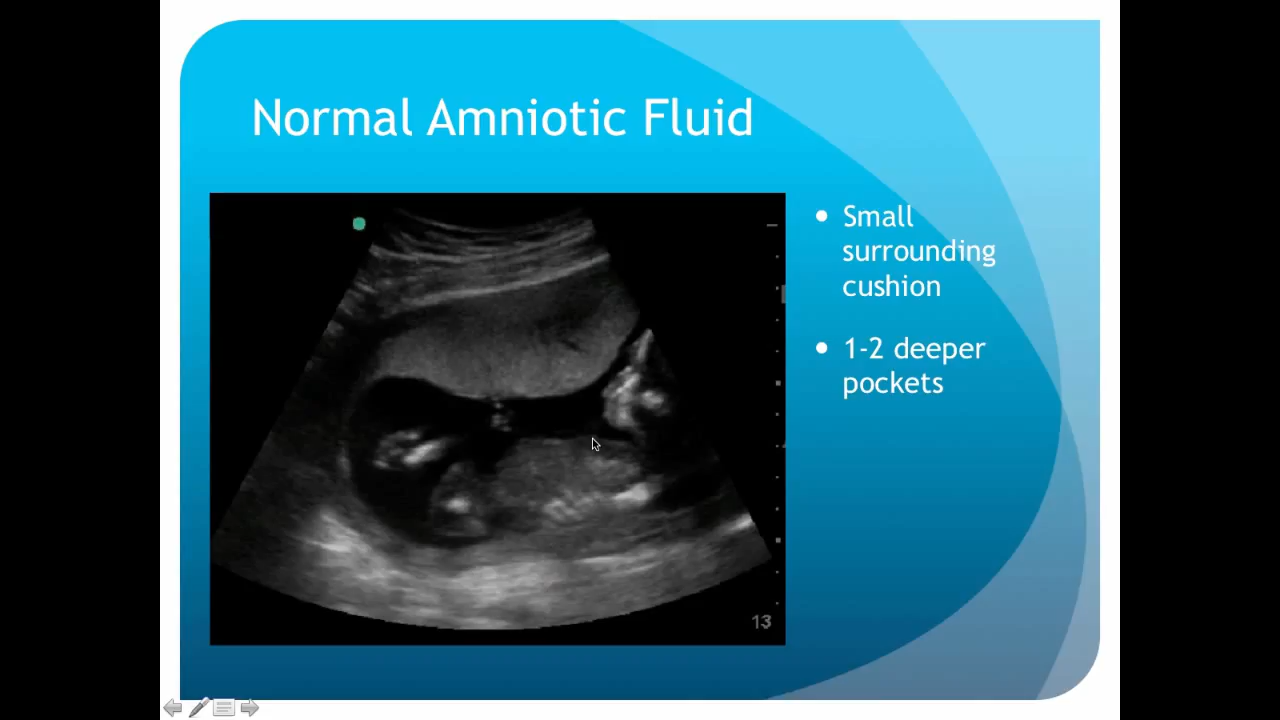 Normal Amniotic Fluid
Small
surrounding
cushion
1-2 deeper
pockets
13